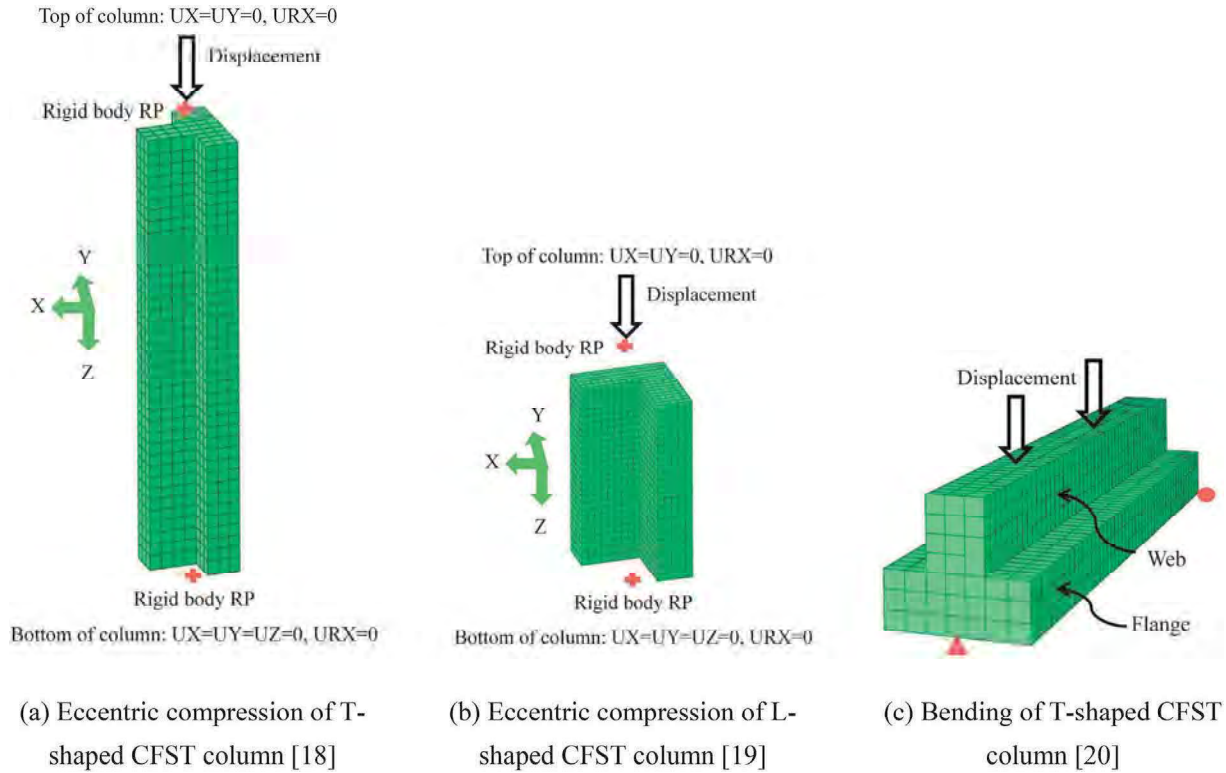 Top of column: UX=UY=0, URX=0
Displacement
Rigid body RP
Y
X
Z
Rigid body RP
Bottom of column: UX=UY=UZ=0, URX=0
(a) Eccentric compression of T-
shaped CFST column [18]
Top of column: UX=UY=0, URX=0
Displacement
Rigid body RP
Y
X
Z
Rigid body RP
Bottom of column: UX=UY=UZ=0, URX=0
(b) Eccentric compression of L-
shaped CFST column [19]
Displacement
Web
Flange
(c) Bending of T-shaped CFST
column [20]